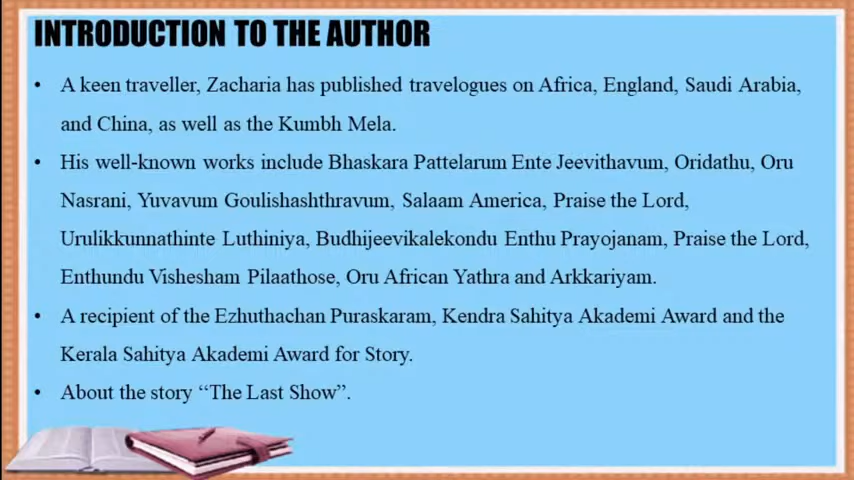 INTRODUCTION TO THE AUTHOR
• A keen traveller, Zacharia has published travelogues on Africa, England, Saudi Arabia,
and China, as well as the Kumbh Mela.
• His well-known works include Bhaskara Pattelarum Ente Jeevithavum, Oridathu, Oru
Nasrani, Yuvavum Goulishashthravum, Salaam America, Praise the Lord,
Urulikkunnathinte Luthiniya, Budhijeevikalekondu Enthu Prayojanam, Praise the Lord,
Enthundu Vishesham Pilaathose, Oru African Yathra and Arkkariyam.
• A recipient of the Ezhuthachan Puraskaram, Kendra Sahitya Akademi Award and the
Kerala Sahitya Akademi Award for Story.
• About the story “The Last Show”.